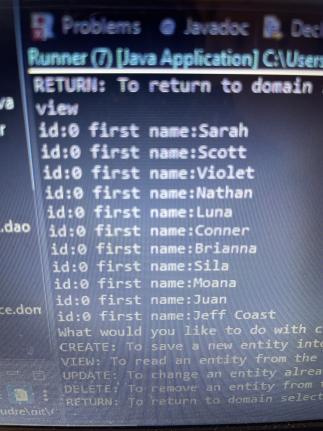 Problems @ Javadoc
Runner (7) [Java Application] C:\Users
RETURN: To return to domain
view
id:0 first name:Sarah
id:0 first name:Scott
id:0 first name:Violet
id:0 first name:Nathan
id:0 first name:Luna
id:0 first name:Conner
id:0 first name:Brianna
id:0 first name:Sila
id:0 first name:Moana
id:0 first name:Juan
id:0 first name:Jeff Coast
What would you like to do with c
CREATE: To save a new entity int
VIEW: To read an entity from the
UPDATE: To change an entity alrea
DELETE: To remove an entity from
RETURN: To return to domain select
va
r
.dao
ce.don